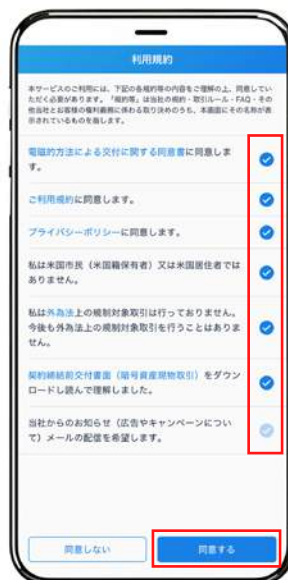 利用規約
本サービスのご利用には、下記の各規約等の内容をご理解の上、同意してい
ただく必要があります。「規約等」は当社の規約・取引ルール・FAQ・その
他当社とお客様の権利義務に係わる取り決めのうち、本画面にその名称が表
示されているものを指します。
電磁的方法による交付に関する同意書に同意しま
す。
ご利用規約に同意します。
プライバシーポリシーに同意します。
私は米国市民（米国籍保有者）又は米国居住者では
ありません。
私は外為法上の規制対象取引は行っておりません。
今後も外為法上の規制対象取引を行うことはありま
せん。
契約締結前交付書面（暗号資産現物取引）をダウン
ロードし読んで理解しました。
当社からのお知らせ（広告やキャンペーンについ
て）メールの配信を希望します。
同意しない
同意する